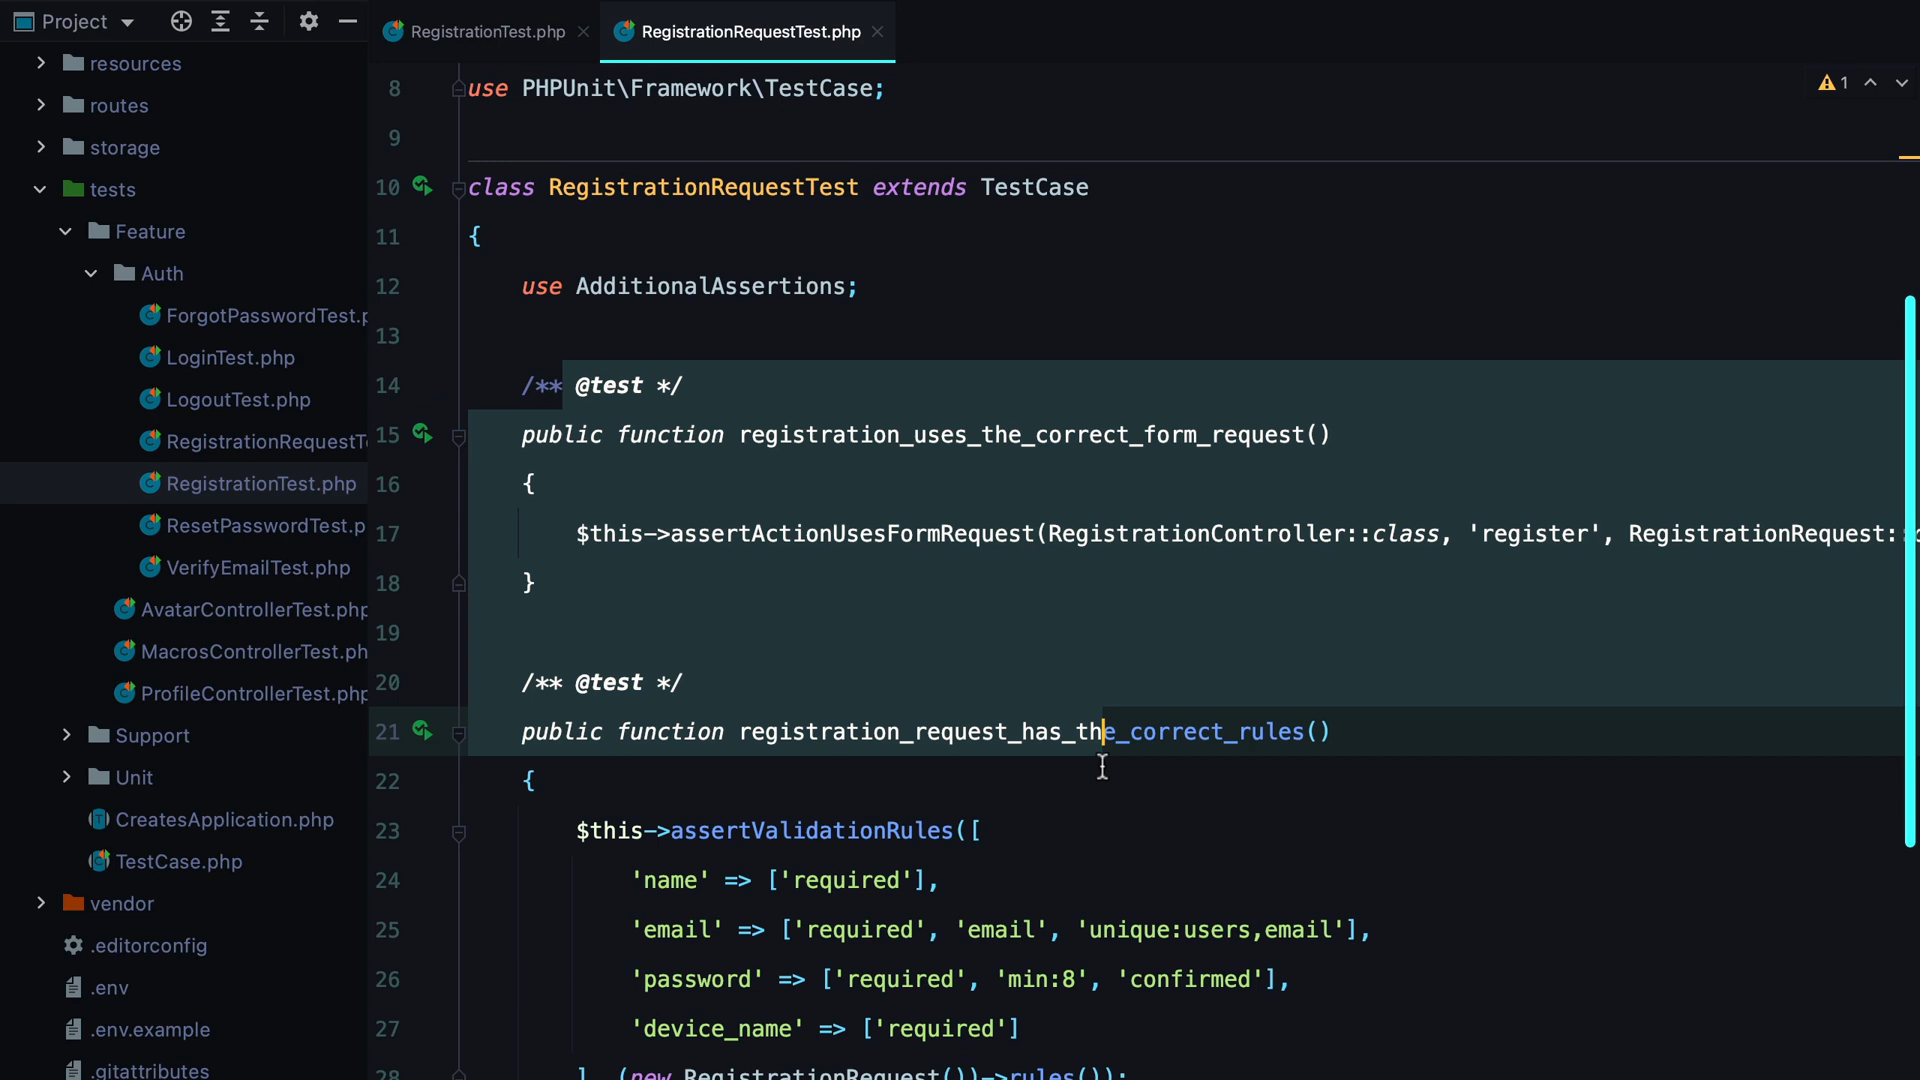 Project
RegistrationTest.php
RegistrationRequestTest.php
resources
routes
storage
tests
Feature
Auth
ForgotPasswordTest.p
LoginTest.php
LogoutTest.php
RegistrationRequestT
RegistrationTest.php
ResetPasswordTest.p
VerifyEmailTest.php
AvatarControllerTest.php
MacrosControllerTest.ph
ProfileControllerTest.php
Support
Unit
CreatesApplication.php
TestCase.php
vendor
.editorconfig
.env
.env.example
.gitattributes
1
8 use PHPUnit\Framework\TestCase;
9
10 class RegistrationRequestTest extends TestCase
11 {
12 use AdditionalAssertions;
13
14 /** @test */
15 public function registration_uses_the_correct_form_request()
16 {
17 $this->assertActionUsesFormRequest(RegistrationController::class, 'register', RegistrationRequest::
18 }
19
20 /** @test */
21 public function registration_request_has_the_correct_rules()
22 {
23 $this->assertValidationRules([
24 'name' => ['required'],
25 'email' => ['required', 'email', 'unique:users,email'],
26 'password' => ['required', 'min:8', 'confirmed'],
27 'device_name' => ['required']
28 ], (new RegistrationRequest())->rules());